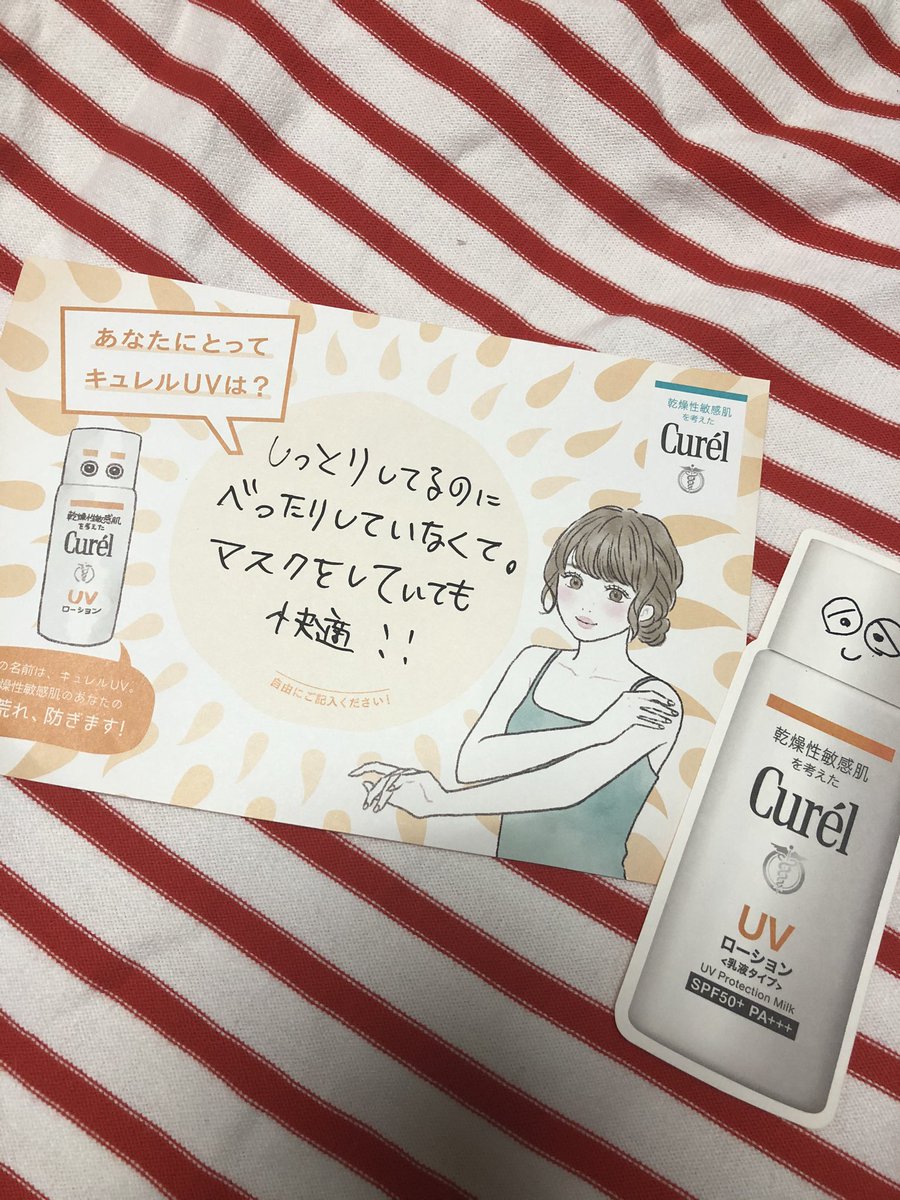 あなたにとって
キュレルUVは？
乾燥性敏感肌
を考えた
Curél
しっとりしてるのに
べったりしていなくて。
マスクをしていても
快適!!
自由にご記入ください！
乾燥性敏感肌
を考えた
Curél
UV
ローション
の名前は、キュレルUV。
燥性敏感肌のあなたの
荒れ、防ぎます！
乾燥性敏感肌
を考えた
Curél
UV
ローション
<乳液タイプ>
UV Protection Milk
SPF50+ PA+++